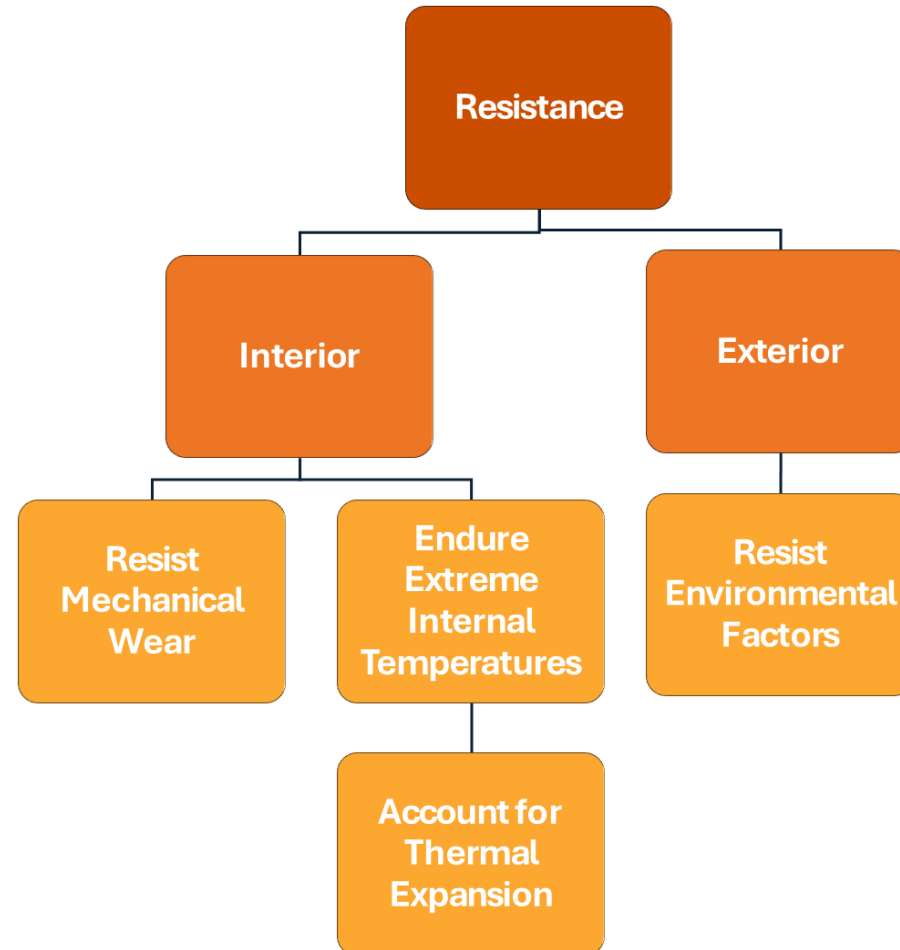 Resistance
Interior
Exterior
Resist
Mechanical
Wear
Endure
Extreme
Internal
Temperatures
Resist
Environmental
Factors
Account for
Thermal
Expansion